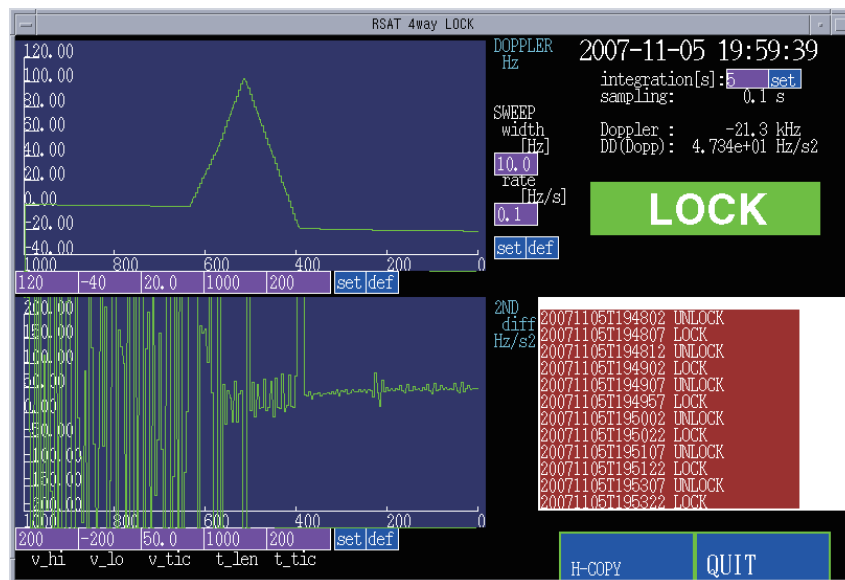 RSAT 4way LOCK
120.00
100.00
80.00
60.00
40.00
20.00
0.00
-20.00
-40.00
1000 800 600 400 200 0
120 -40 20.0 1000 200 set def
DOPPLER
Hz
SWEEP
width
[Hz]
10.0
rate
[Hz/s]
0.1
set def
2007-11-05 19:59:39
integration[s]:5 set
sampling: 0.1 s
Doppler : -21.3 kHz
DD(Dopp): 4.734e+01 Hz/s2
LOCK
200.00
150.00
100.00
50.00
0.00
-50.00
-100.00
-150.00
-200.00
1000 800 600 400 200 0
200 -200 50.0 1000 200 set def
v_hi v_lo v_tic t_len t_tic
2ND
diff
Hz/s2
20071105T194802 UNLOCK
20071105T194807 LOCK
20071105T194812 UNLOCK
20071105T194902 LOCK
20071105T194907 UNLOCK
20071105T194957 LOCK
20071105T195002 UNLOCK
20071105T195022 LOCK
20071105T195107 UNLOCK
20071105T195122 LOCK
20071105T195307 UNLOCK
20071105T195322 LOCK
H-COPY QUIT